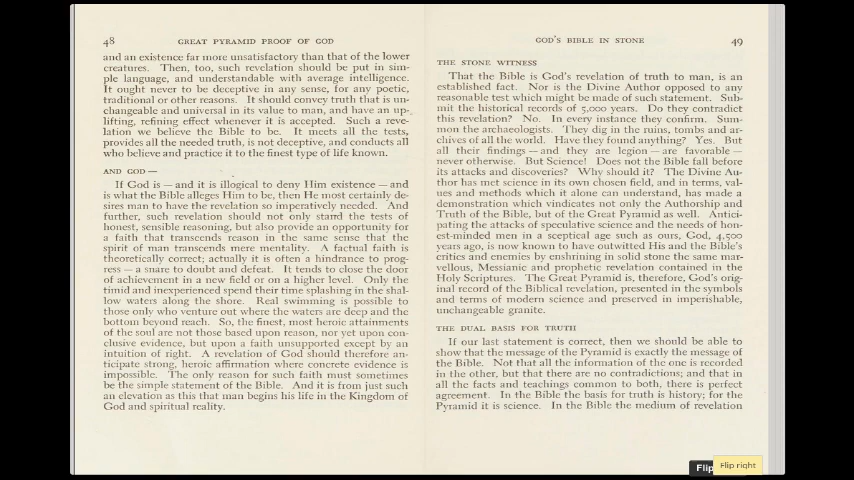 48 GREAT PYRAMID PROOF OF GOD
and an existence far more unsatisfactory than that of the lower
creatures. Then, too, such revelation should be put in sim-
ple language, and understandable with average intelligence.
It ought never to be deceptive in any sense, for any poetic,
traditional or other reasons. It should convey truth that is un-
changeable and universal in its value to man, and have an up-
lifting, refining effect whenever it is accepted. Such a reve-
lation we believe the Bible to be. It meets all the tests,
provides all the needed truth, is not deceptive, and conducts all
who believe and practice it to the finest type of life known.
AND GOD —
If God is — and it is illogical to deny Him existence — and
is what the Bible alleges Him to be, then He most certainly de-
sires man to have the revelation so imperatively needed. And
further, such revelation should not only stand the tests of
honest, sensible reasoning, but also provide an opportunity for
a faith that transcends reason in the same sense that the
spirit of man transcends mere mentality. A factual faith is
theoretically correct; actually it is often a hindrance to prog-
ress — a snare to doubt and defeat. It tends to close the door
of achievement in a new field or on a higher level. Only the
timid and inexperienced spend their time splashing in the shal-
low waters along the shore. Real swimming is possible to
those only who venture out where the waters are deep and the
bottom beyond reach. So, the finest, most heroic attainments
of the soul are not those based upon reason, nor yet upon con-
clusive evidence, but upon a faith unsupported except by an
intuition of right. A revelation of God should therefore an-
ticipate strong, heroic affirmation where concrete evidence is
impossible. The only reason for such faith must sometimes
be the simple statement of the Bible. And it is from just such
an elevation as this that man begins his life in the Kingdom of
God and spiritual reality.
GOD'S BIBLE IN STONE 49
THE STONE WITNESS
That the Bible is God's revelation of truth to man, is an
established fact. Nor is the Divine Author opposed to any
reasonable test which might be made of such statement. Sub-
mit the historical records of 5,000 years. Do they contradict
this revelation? No. In every instance they confirm. Sum-
mon the archaeologists. They dig in the ruins, tombs and ar-
chives of all the world. Have they found anything? Yes. But
all their findings — and they are legion — are favorable —
never otherwise. But Science! Does not the Bible fall before
its attacks and discoveries? Why should it? The Divine Au-
thor has met science in its own chosen field, and in terms, val-
ues and methods which it alone can understand, has made a
demonstration which vindicates not only the Authorship and
Truth of the Bible, but of the Great Pyramid as well. Antici-
pating the attacks of speculative science and the needs of hon-
est-minded men in a sceptical age such as ours, God, 4,500
years ago, is now known to have outwitted His and the Bible's
critics and enemies by enshrining in solid stone the same mar-
vellous, Messianic and prophetic revelation contained in the
Holy Scriptures. The Great Pyramid is, therefore, God's orig-
inal record of the Biblical revelation, presented in the symbols
and terms of modern science and preserved in imperishable,
unchangeable granite.
THE DUAL BASIS FOR TRUTH
If our last statement is correct, then we should be able to
show that the message of the Pyramid is exactly the message of
the Bible. Not that all the information of the one is recorded
in the other, but that there are no contradictions; and that in
all the facts and teachings common to both, there is perfect
agreement. In the Bible the basis for truth is history; for the
Pyramid it is science. In the Bible the medium of revelation
Flip
Flip right